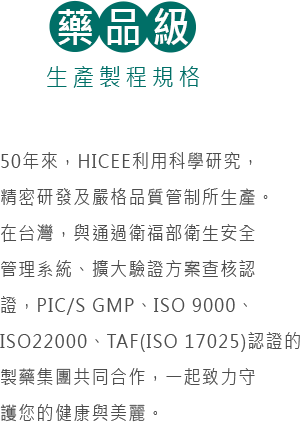 藥品級
生產製程規格
50年來，HICEE利用科學研究，
精密研發及嚴格品質管制所生產。
在台灣，與通過衛福部衛生安全
管理系統、擴大驗證方案查核認
證，PIC/S GMP、ISO 9000、
ISO22000、TAF(ISO 17025)認證的
製藥集團共同合作，一起致力守
護您的健康與美麗。